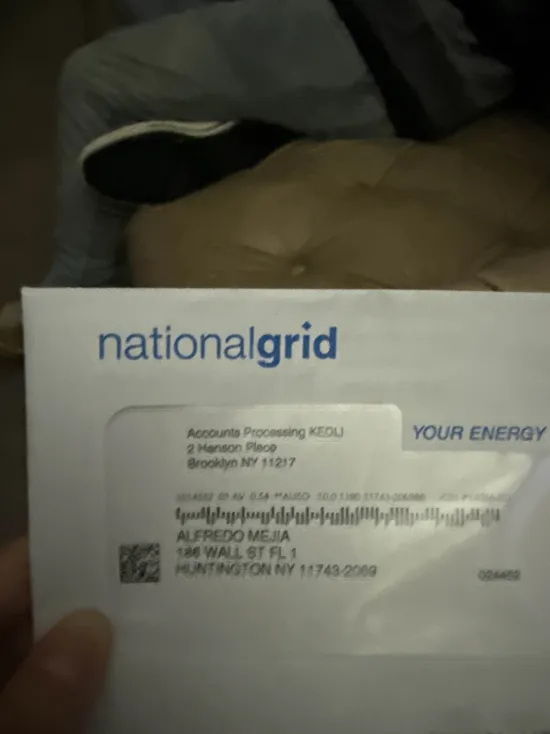 nationalgrid
Accounts Processing KEDLI
2 Hanson Place
Brooklyn NY 11217
YOUR ENERGY
ALFREDO MEJIA
186 WALL ST FL 1
HUNTINGTON NY 11743-2069